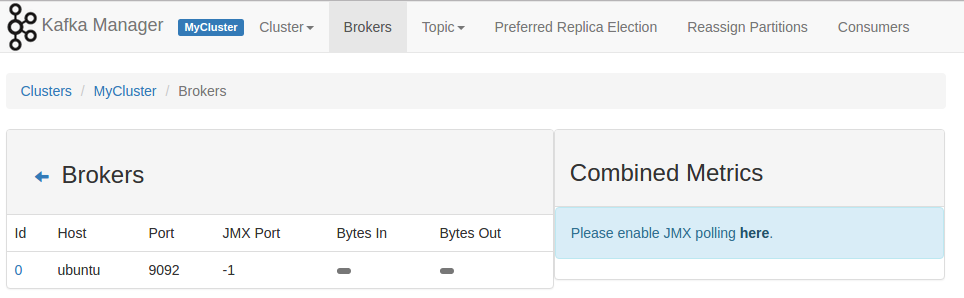 Kafka Manager MyCluster Cluster Brokers Topic Preferred Replica Election Reassign Partitions Consumers
Clusters / MyCluster / Brokers
Brokers
Id Host Port JMX Port Bytes In Bytes Out
0 ubuntu 9092 -1
Combined Metrics
Please enable JMX polling here.